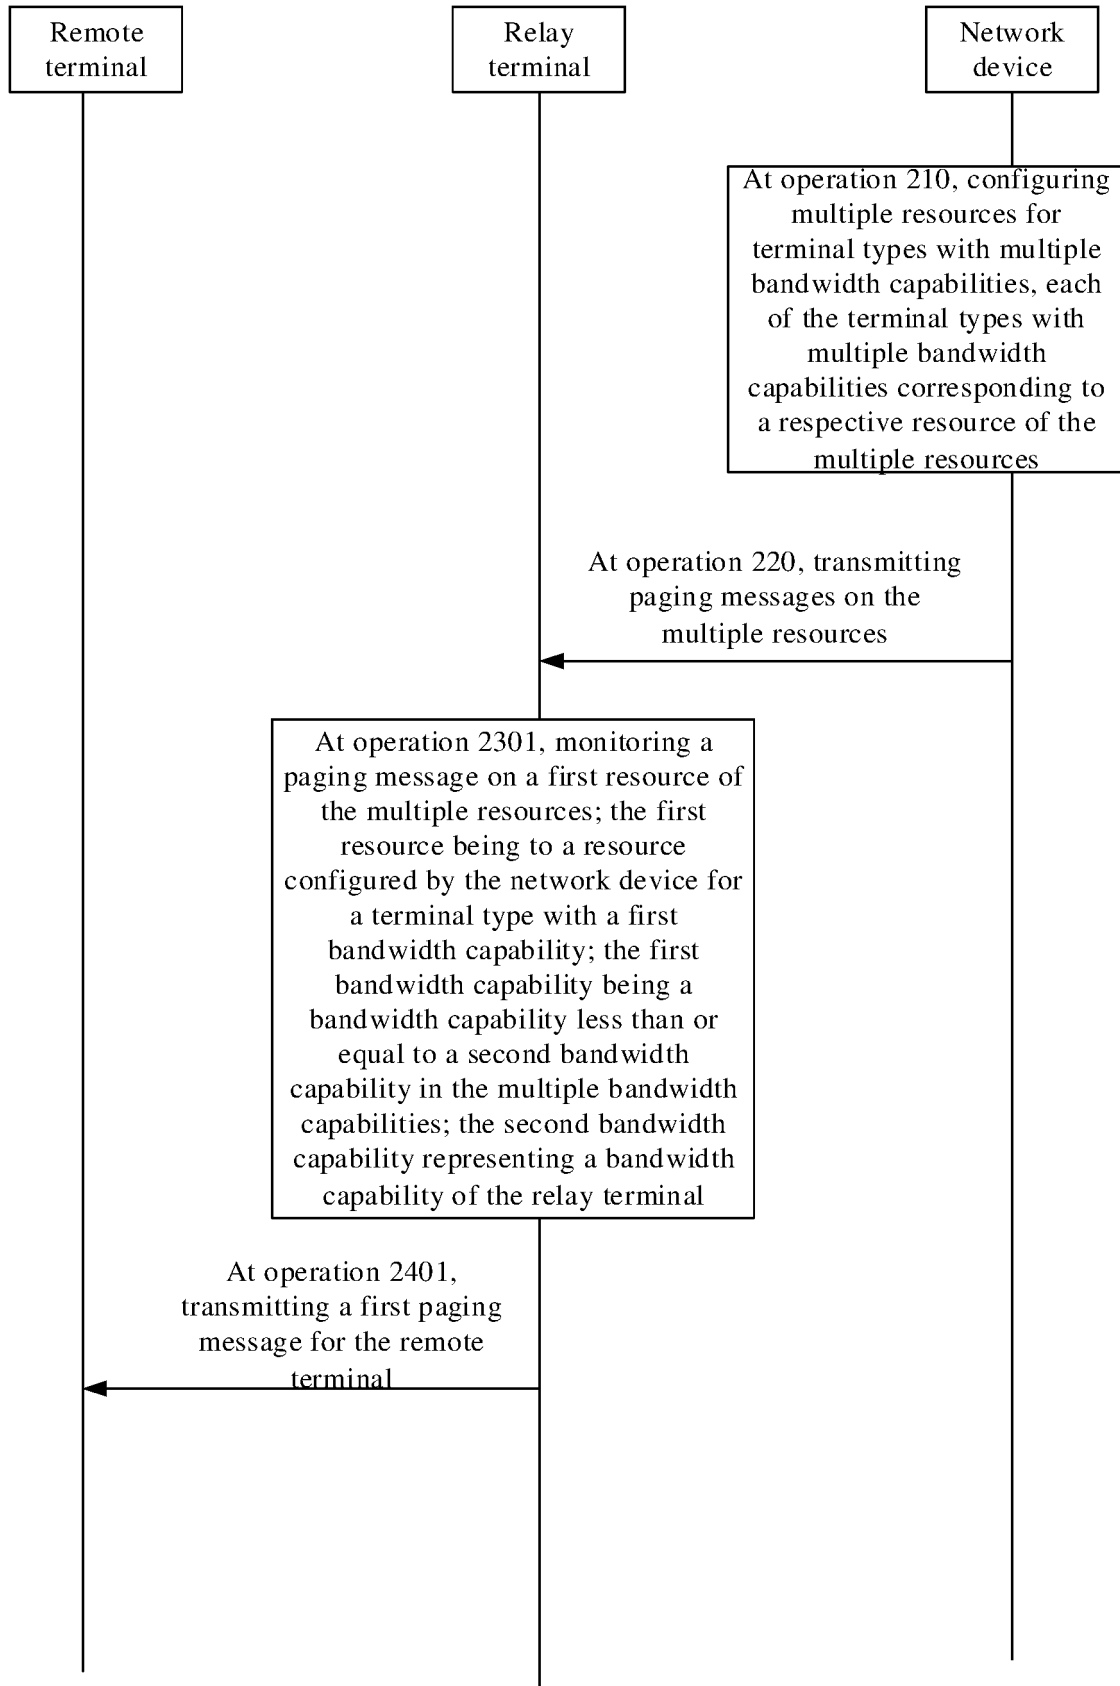 Remote
terminal
Relay
terminal
Network
device
At operation 210, configuring
multiple resources for
terminal types with multiple
bandwidth capabilities, each
of the terminal types with
multiple bandwidth
capabilities corresponding to
a respective resource of the
multiple resources
At operation 220, transmitting
paging messages on the
multiple resources
At operation 2301, monitoring a
paging message on a first resource of
the multiple resources; the first
resource being to a resource
configured by the network device for
a terminal type with a first
bandwidth capability; the first
bandwidth capability being a
bandwidth capability less than or
equal to a second bandwidth
capability in the multiple bandwidth
capabilities; the second bandwidth
capability representing a bandwidth
capability of the relay terminal
At operation 2401,
transmitting a first paging
message for the remote
terminal